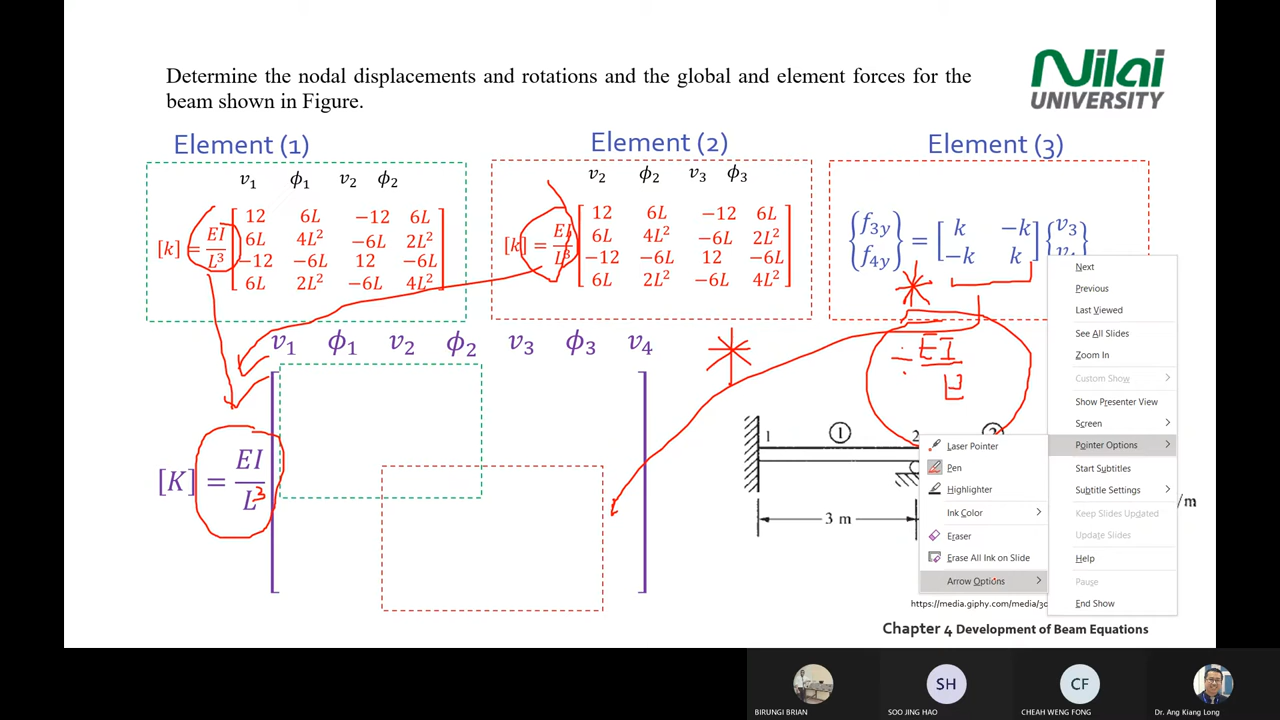 Determine the nodal displacements and rotations and the global and element forces for the
beam shown in Figure.
Nilai
UNIVERSITY
Element (1)
v₁ ϕ₁ v₂ ϕ₂
[k] = EI/L³ [12 6L −12 6L
6L 4L² −6L 2L²
−12 −6L 12 −6L
6L 2L² −6L 4L²]
Element (2)
v₂ ϕ₂ v₃ ϕ₃
[k] = EI/L³ [12 6L −12 6L
6L 4L² −6L 2L²
−12 −6L 12 −6L
6L 2L² −6L 4L²]
Element (3)
{f₃y = [k −k {v₃
f₄y} −k k] v₄
v₁ ϕ₁ v₂ ϕ₂ v₃ ϕ₃ v₄
[K] = EI/L³
÷ EI
1 ① 2 ②
3 m
/m
Next
Previous
Last Viewed
See All Slides
Zoom In
Custom Show
Show Presenter View
Screen
Pointer Options
Start Subtitles
Subtitle Settings
Keep Slides Updated
Update Slides
Help
Pause
End Show
Laser Pointer
Pen
Highlighter
Ink Color
Eraser
Erase All Ink on Slide
Arrow Options
https://media.giphy.com/media/3o
Chapter 4 Development of Beam Equations
BIRUNGI BRIAN
SH
SOO JING HAO
CF
CHEAH WENG FONG
Dr. Ang Kiang Long